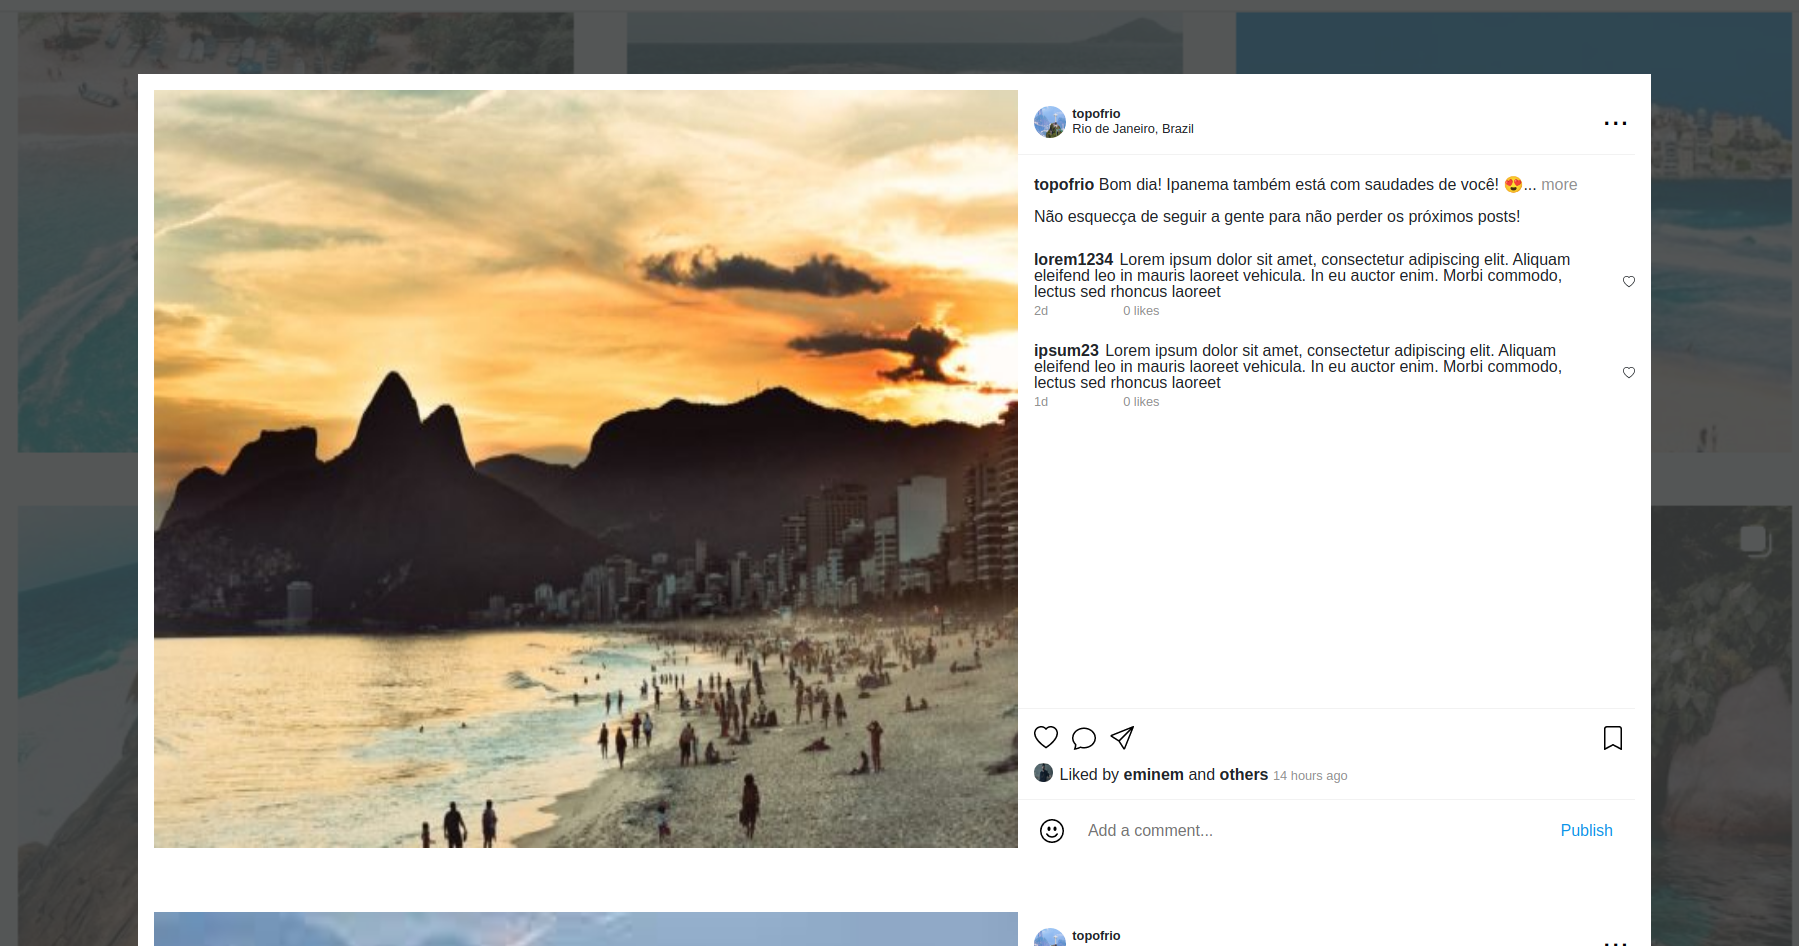 topofrio
Rio de Janeiro, Brazil
topofrio Bom dia! Ipanema também está com saudades de você! 😍... more
Não esquecça de seguir a gente para não perder os próximos posts!
lorem1234 Lorem ipsum dolor sit amet, consectetur adipiscing elit. Aliquam
eleifend leo in mauris laoreet vehicula. In eu auctor enim. Morbi commodo,
lectus sed rhoncus laoreet
2d 0 likes
ipsum23 Lorem ipsum dolor sit amet, consectetur adipiscing elit. Aliquam
eleifend leo in mauris laoreet vehicula. In eu auctor enim. Morbi commodo,
lectus sed rhoncus laoreet
1d 0 likes
Liked by eminem and others 14 hours ago
Add a comment... Publish
topofrio